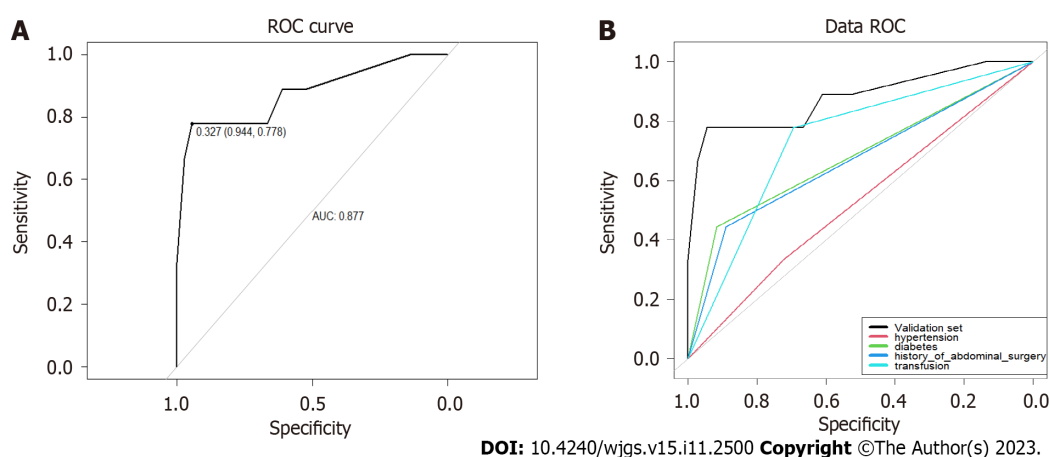 A
ROC curve
1.0
0.8
0.6
0.4
0.2
0.0
Sensitivity
0.327 (0.944, 0.778)
AUC: 0.877
1.0
0.5
0.0
Specificity
B
Data ROC
1.0
0.8
0.6
0.4
0.2
0.0
Sensitivity
Validation set
hypertension
diabetes
history_of_abdominal_surgery
transfusion
1.0
0.8
0.6
0.4
0.2
0.0
Specificity
DOI: 10.4240/wjgs.v15.i11.2500 Copyright ©The Author(s) 2023.